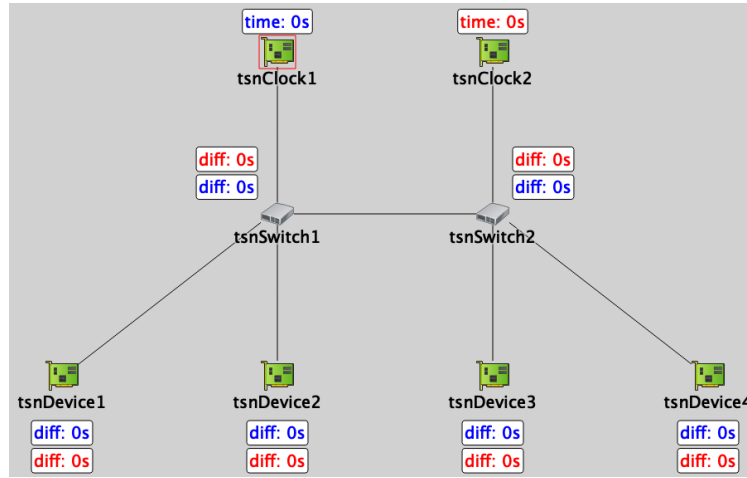 time: 0s
time: 0s
tsnClock1
tsnClock2
diff: 0s
diff: 0s
diff: 0s
diff: 0s
tsnSwitch1
tsnSwitch2
tsnDevice1
tsnDevice2
tsnDevice3
tsnDevice4
diff: 0s
diff: 0s
diff: 0s
diff: 0s
diff: 0s
diff: 0s
diff: 0s
diff: 0s